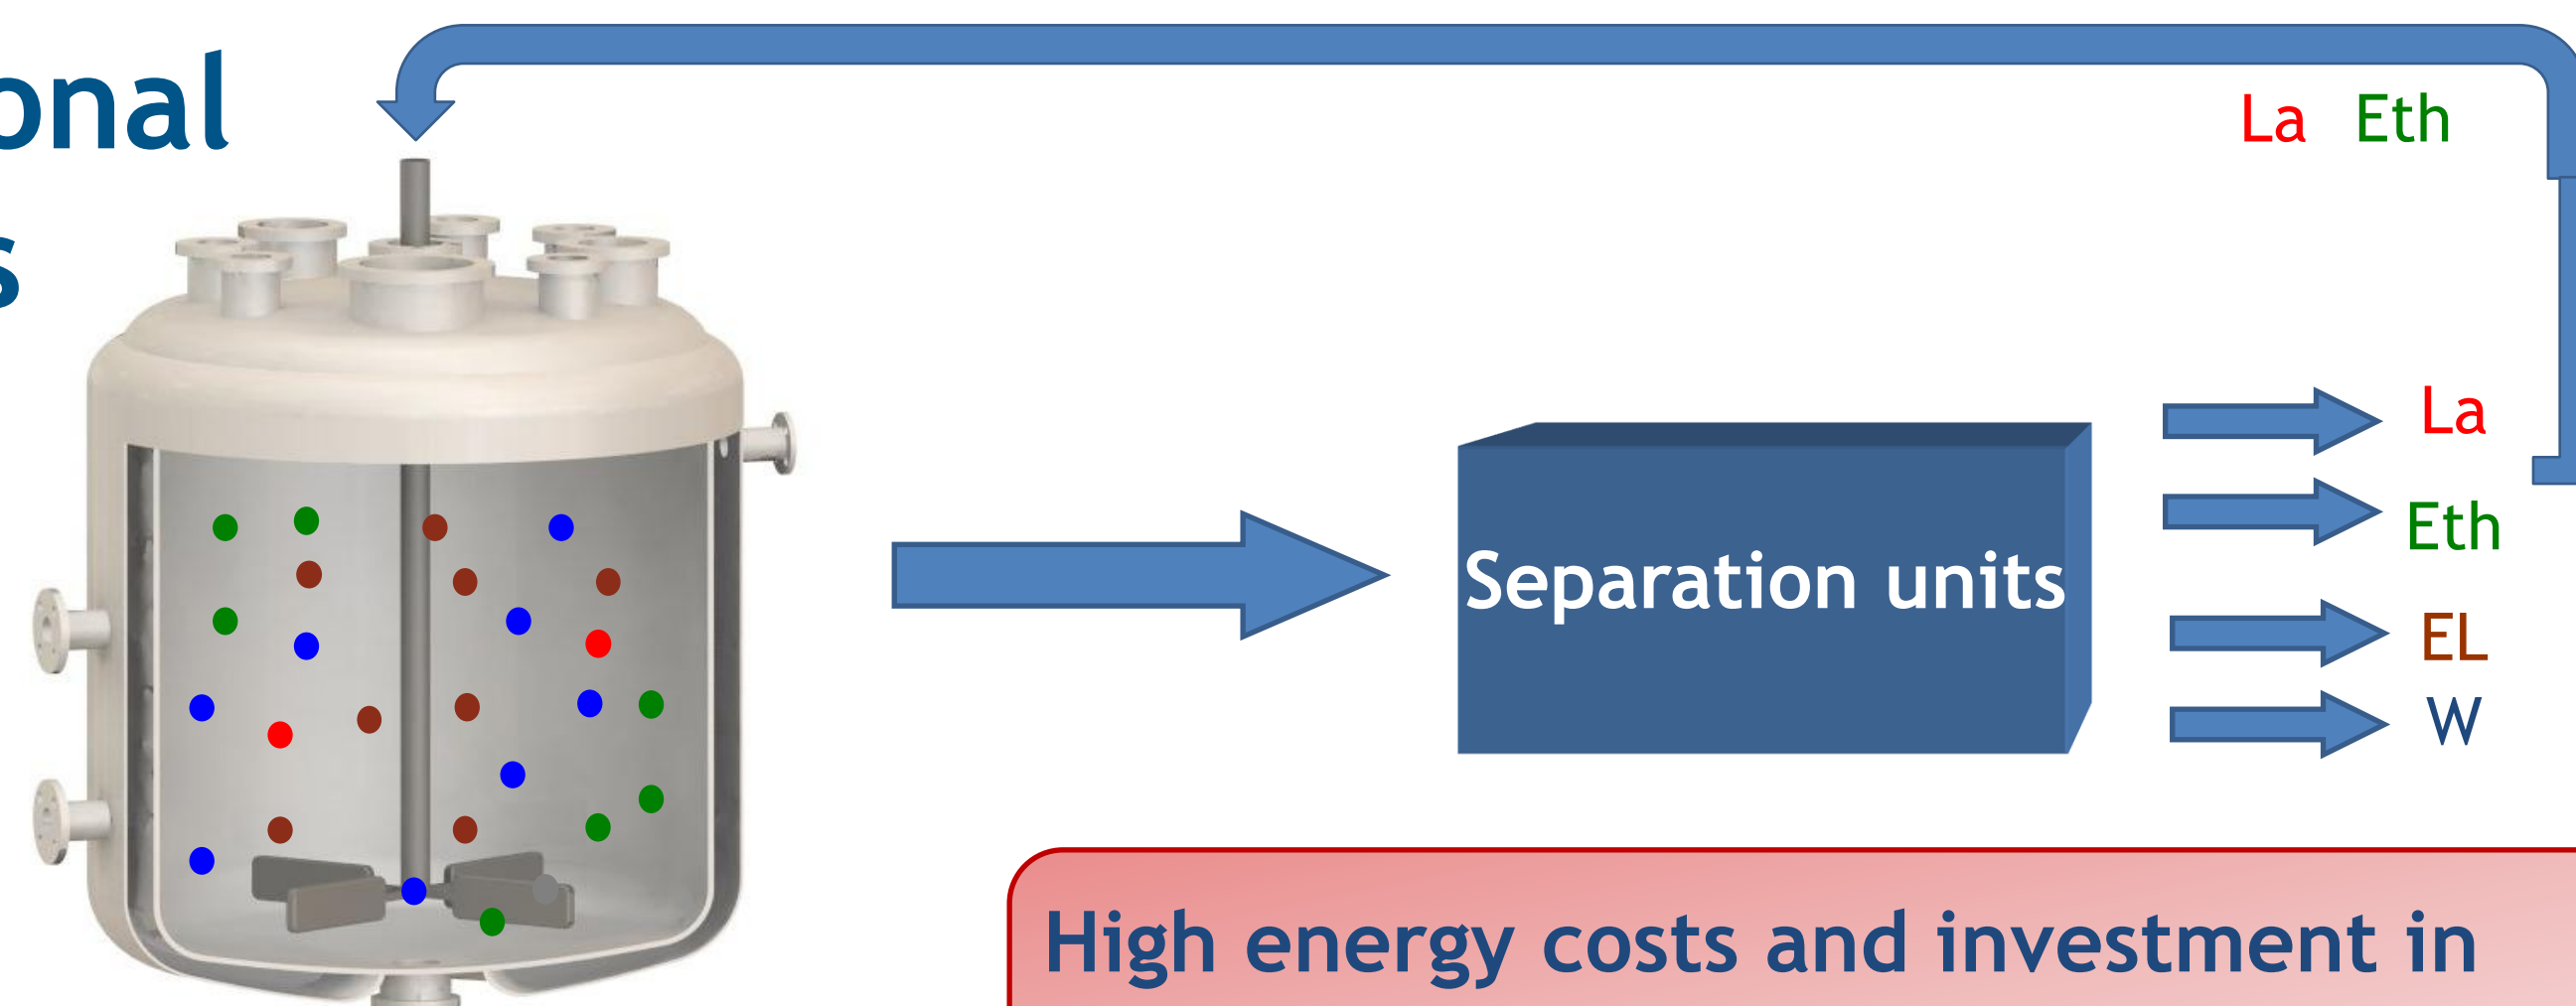 onal
s
La Eth
La
Eth
Separation units
EL
W
High energy costs and investment in